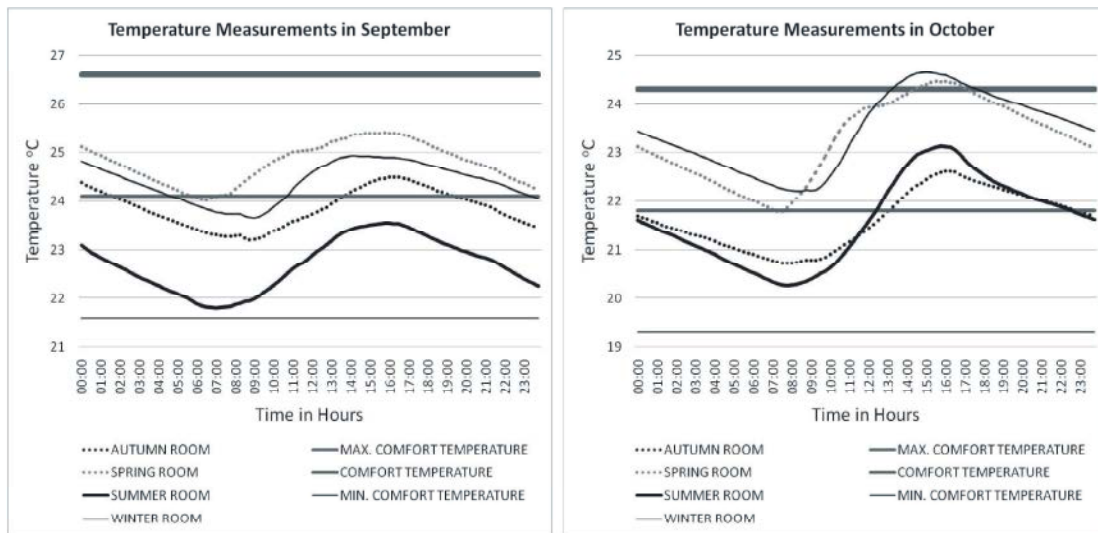 Temperature Measurements in September
27
26
25
24
23
22
21
Temperature °C
00:00 01:00 02:00 03:00 04:00 05:00 06:00 07:00 08:00 09:00 10:00 11:00 12:00 13:00 14:00 15:00 16:00 17:00 18:00 19:00 20:00 21:00 22:00 23:00
Time in Hours
AUTUMN ROOM MAX. COMFORT TEMPERATURE
SPRING ROOM COMFORT TEMPERATURE
SUMMER ROOM MIN. COMFORT TEMPERATURE
WINTER ROOM
Temperature Measurements in October
25
24
23
22
21
20
19
Temperature °C
00:00 01:00 02:00 03:00 04:00 05:00 06:00 07:00 08:00 09:00 10:00 11:00 12:00 13:00 14:00 15:00 16:00 17:00 18:00 19:00 20:00 21:00 22:00 23:00
Time in Hours
AUTUMN ROOM MAX. COMFORT TEMPERATURE
SPRING ROOM COMFORT TEMPERATURE
SUMMER ROOM MIN. COMFORT TEMPERATURE
WINTER ROOM